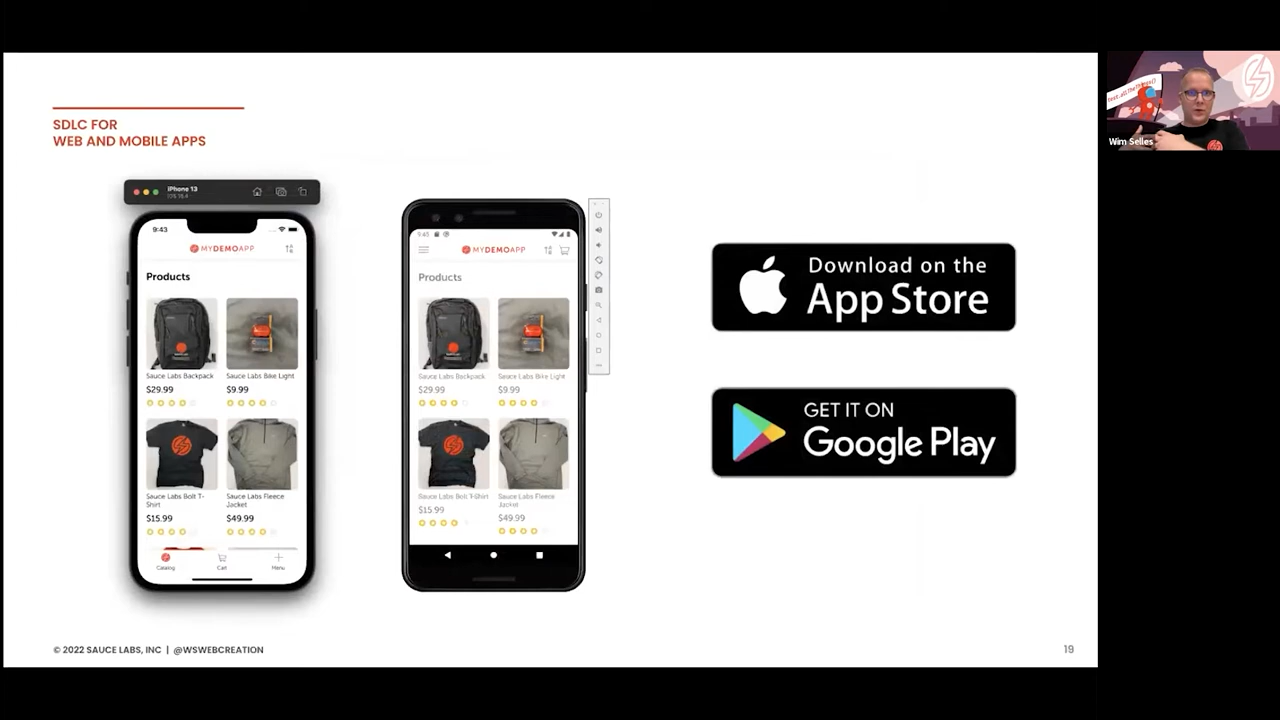 SDLC FOR
WEB AND MOBILE APPS
iPhone 13
9:43
MYDEMOAPP
Products
Sauce Labs Backpack
$29.99
Sauce Labs Bike Light
$9.99
Sauce Labs Bolt T-
Shirt
$15.99
Sauce Labs Fleece
Jacket
$49.99
Catalog
Cart
Menu
MYDEMOAPP
Products
Sauce Labs Backpack
$29.99
Sauce Labs Bike Light
$9.99
Sauce Labs Bolt T-Shirt
$15.99
Sauce Labs Fleece
Jacket
$49.99
Download on the
App Store
GET IT ON
Google Play
© 2022 SAUCE LABS, INC | @WSWEBCREATION
19
Wim Selles